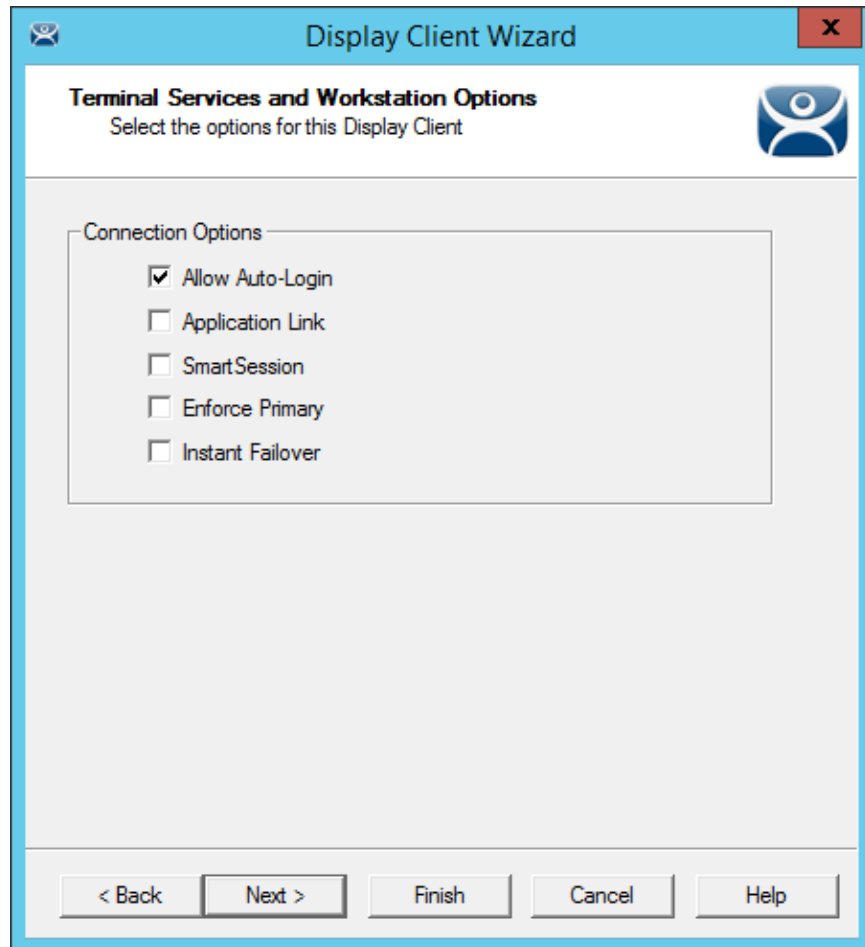 Display Client Wizard
x
Terminal Services and Workstation Options
Select the options for this Display Client
Connection Options
Allow Auto-Login
Application Link
SmartSession
Enforce Primary
Instant Failover
< Back Next > Finish Cancel Help